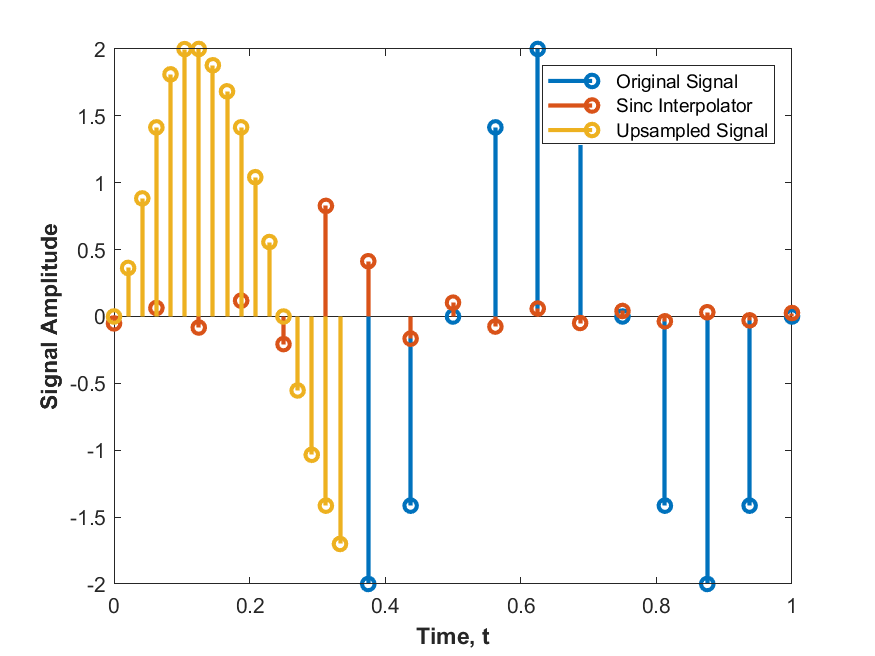 2
1.5
1
0.5
0
-0.5
-1
-1.5
-2
Signal Amplitude
Original Signal
Sinc Interpolator
Upsampled Signal
0 0.2 0.4 0.6 0.8 1
Time, t